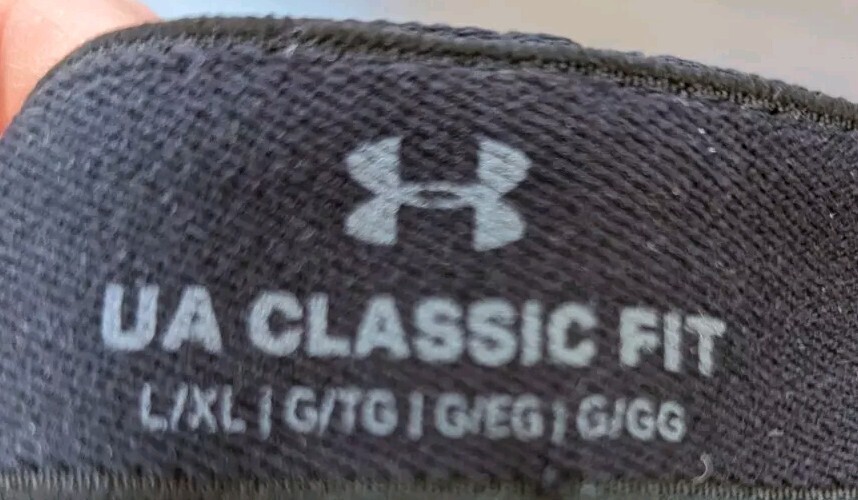 UA CLASSIC FIT
L/XL | G/TG | G/EG | G/GG